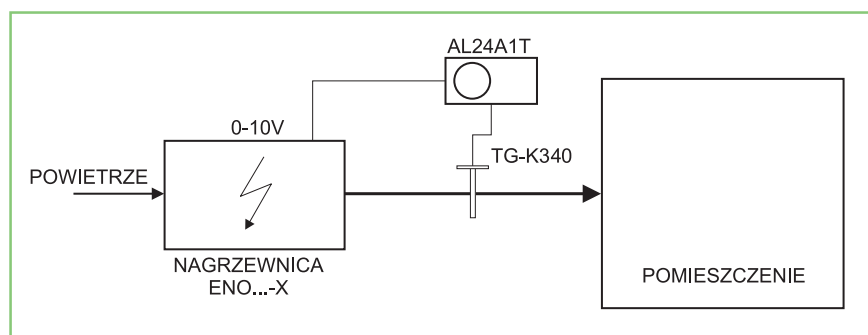 AL24A1T
0-10V
TG-K340
POWIETRZE
NAGRZEWNICA
ENO...-X
POMIESZCZENIE